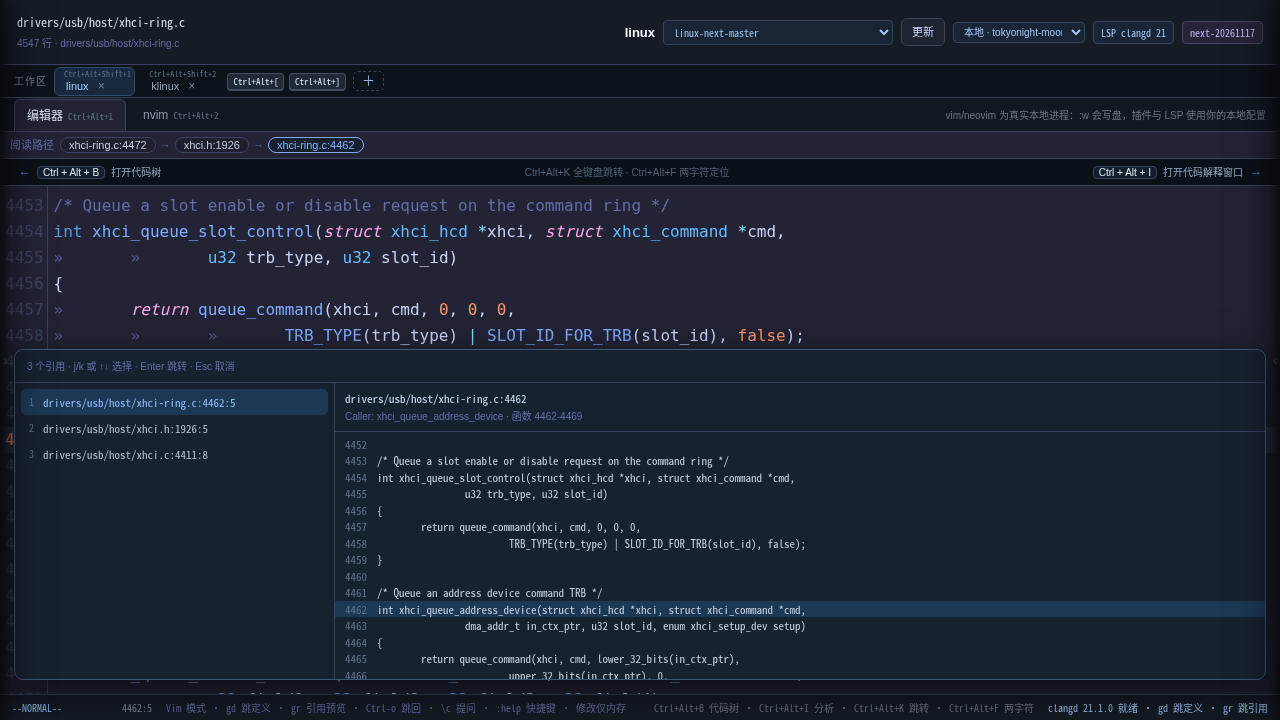 drivers/usb/host/xhci-ring.c
4547 行 · drivers/usb/host/xhci-ring.c
linux
linux-next-master
更新
本地 · tokyonight-moon
LSP clangd 21
next-20261117
工作区
Ctrl+Alt+Shift+1
linux ×
Ctrl+Alt+Shift+2
klinux ×
Ctrl+Alt+[
Ctrl+Alt+]
+
编辑器 Ctrl+Alt+1
nvim Ctrl+Alt+2
vim/neovim 为真实本地进程：:w 会写盘，插件与 LSP 使用你的本地配置
阅读路径 xhci-ring.c:4472 → xhci.h:1926 → xhci-ring.c:4462
← Ctrl + Alt + B 打开代码树
Ctrl+Alt+K 全键盘跳转 · Ctrl+Alt+F 两字符定位
Ctrl + Alt + I 打开代码解释窗口 →
4453 /* Queue a slot enable or disable request on the command ring */
4454 int xhci_queue_slot_control(struct xhci_hcd *xhci, struct xhci_command *cmd,
4455 » » u32 trb_type, u32 slot_id)
4456 {
4457 » return queue_command(xhci, cmd, 0, 0, 0,
4458 » » » TRB_TYPE(trb_type) | SLOT_ID_FOR_TRB(slot_id), false);
3 个引用 · j/k 或 ↑↓ 选择 · Enter 跳转 · Esc 取消
1 drivers/usb/host/xhci-ring.c:4462:5
2 drivers/usb/host/xhci.h:1926:5
3 drivers/usb/host/xhci.c:4411:8
drivers/usb/host/xhci-ring.c:4462
Caller: xhci_queue_address_device · 函数 4462-4469
4452
4453 /* Queue a slot enable or disable request on the command ring */
4454 int xhci_queue_slot_control(struct xhci_hcd *xhci, struct xhci_command *cmd,
4455 u32 trb_type, u32 slot_id)
4456 {
4457 return queue_command(xhci, cmd, 0, 0, 0,
4458 TRB_TYPE(trb_type) | SLOT_ID_FOR_TRB(slot_id), false);
4459 }
4460
4461 /* Queue an address device command TRB */
4462 int xhci_queue_address_device(struct xhci_hcd *xhci, struct xhci_command *cmd,
4463 dma_addr_t in_ctx_ptr, u32 slot_id, enum xhci_setup_dev setup)
4464 {
4465 return queue_command(xhci, cmd, lower_32_bits(in_ctx_ptr),
4466 upper_32_bits(in_ctx_ptr), 0,
--NORMAL--
4462:5
Vim 模式 · gd 跳定义 · gr 引用预览 · Ctrl-o 跳回 · \c 提问 · :help 快捷键 · 修改仅内存
Ctrl+Alt+B 代码树 · Ctrl+Alt+I 分析 · Ctrl+Alt+K 跳转 · Ctrl+Alt+F 两字符
clangd 21.1.0 就绪 · gd 跳定义 · gr 跳引用